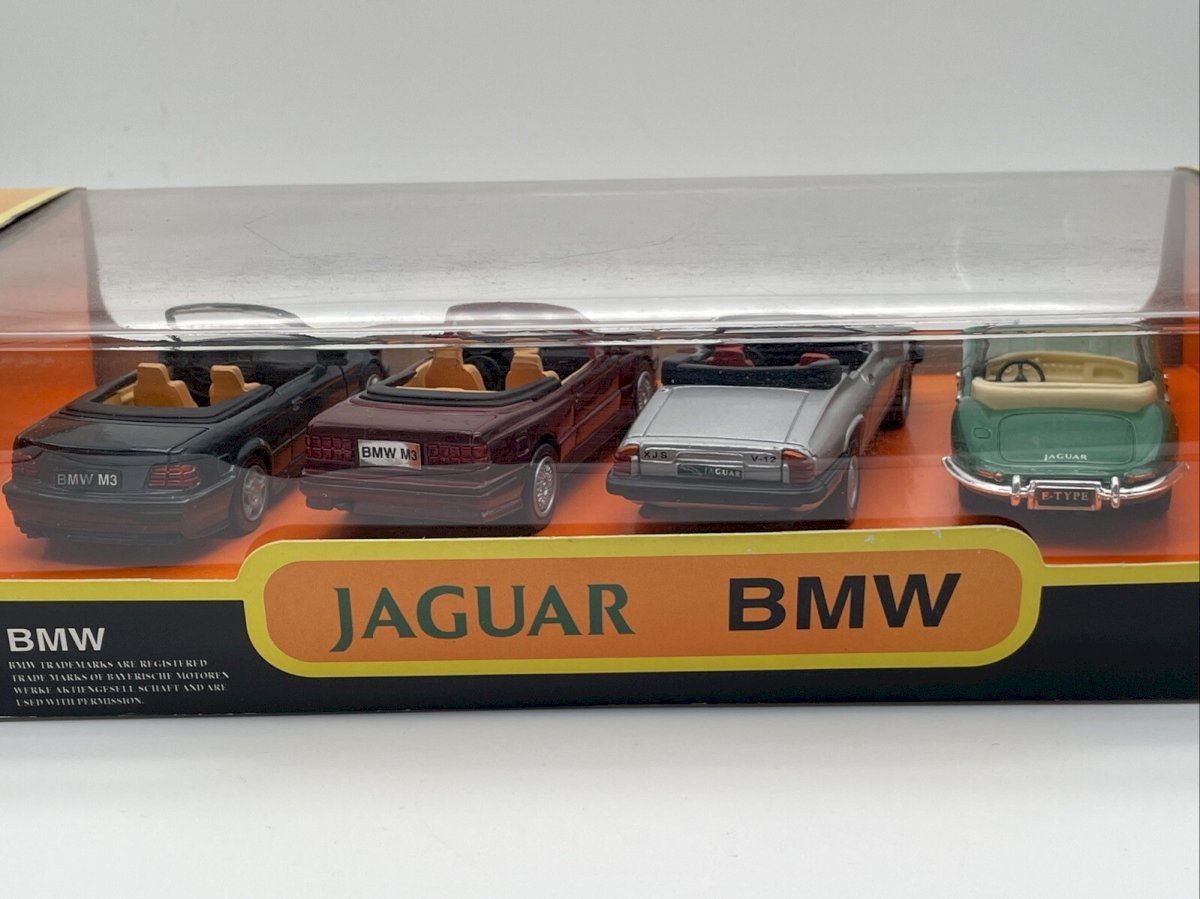 BMW M3
BMW M3
XJS V-12
JAGUAR
JAGUAR
E-TYPE
JAGUAR BMW
BMW
BMW TRADEMARKS ARE REGISTERED
TRADE MARKS OF BAYERISCHE MOTOREN
WERKE AKTIENGESELL SCHAFT AND ARE
USED WITH PERMISSION.